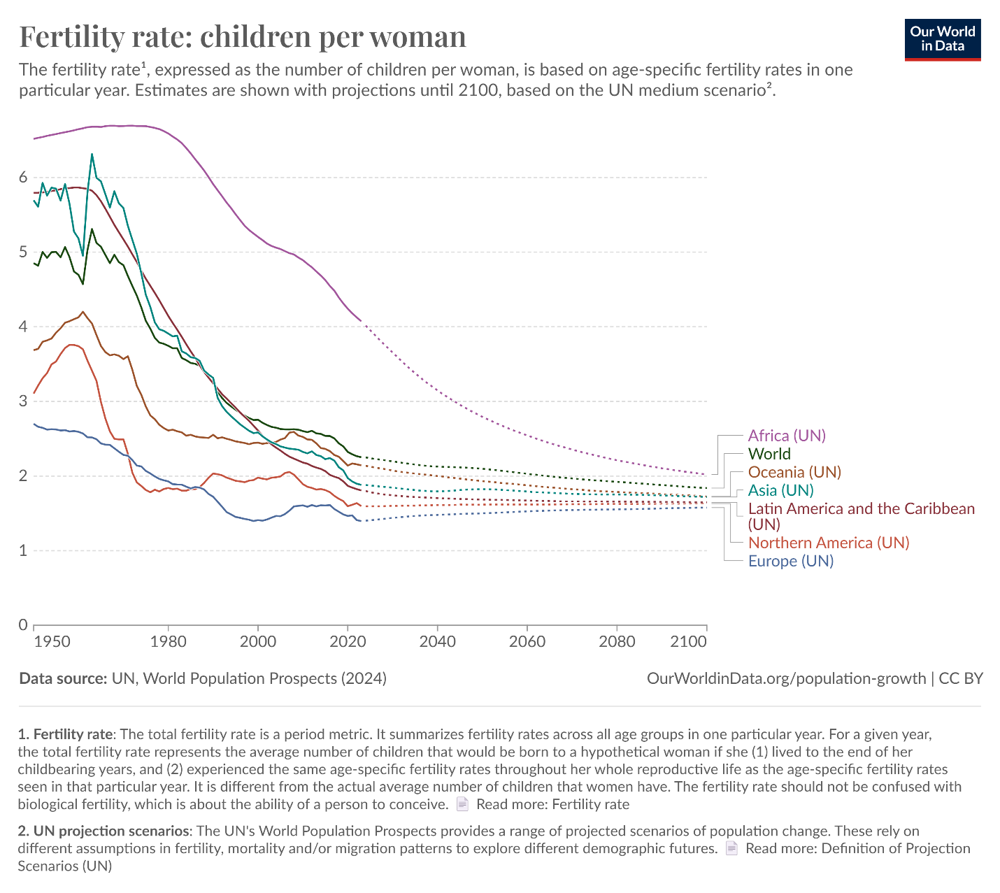 Fertility rate: children per woman
Our World
in Data
The fertility rate¹, expressed as the number of children per woman, is based on age-specific fertility rates in one
particular year. Estimates are shown with projections until 2100, based on the UN medium scenario².
6
5
4
3
2
1
0
Africa (UN)
World
Oceania (UN)
Asia (UN)
Latin America and the Caribbean
(UN)
Northern America (UN)
Europe (UN)
1950 1980 2000 2020 2040 2060 2080 2100
Data source: UN, World Population Prospects (2024)
OurWorldinData.org/population-growth | CC BY
1. Fertility rate: The total fertility rate is a period metric. It summarizes fertility rates across all age groups in one particular year. For a given year,
the total fertility rate represents the average number of children that would be born to a hypothetical woman if she (1) lived to the end of her
childbearing years, and (2) experienced the same age-specific fertility rates throughout her whole reproductive life as the age-specific fertility rates
seen in that particular year. It is different from the actual average number of children that women have. The fertility rate should not be confused with
biological fertility, which is about the ability of a person to conceive. Read more: Fertility rate
2. UN projection scenarios: The UN's World Population Prospects provides a range of projected scenarios of population change. These rely on
different assumptions in fertility, mortality and/or migration patterns to explore different demographic futures. Read more: Definition of Projection
Scenarios (UN)